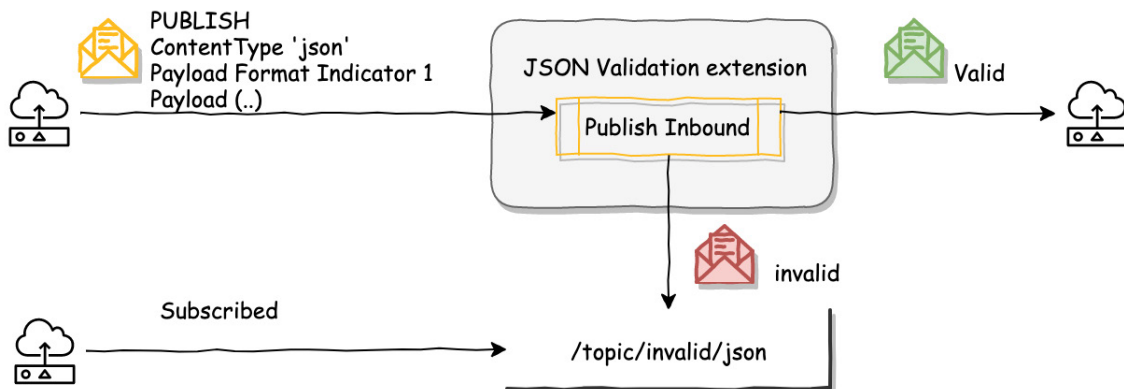 PUBLISH
ContentType 'json'
Payload Format Indicator 1
Payload (..)
JSON Validation extension
Publish Inbound
Valid
invalid
Subscribed
/topic/invalid/json